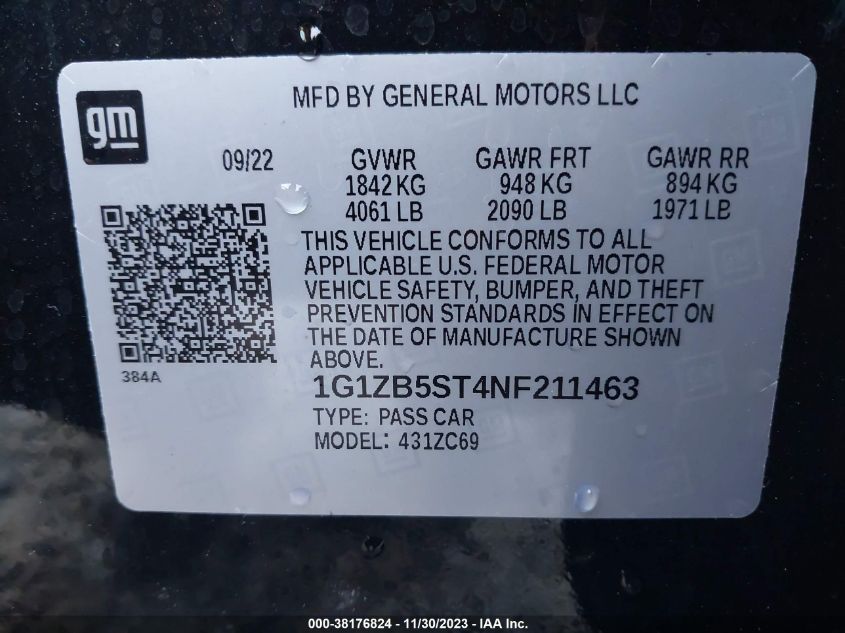 gm
MFD BY GENERAL MOTORS LLC
09/22 GVWR GAWR FRT GAWR RR
1842 KG 948 KG 894 KG
4061 LB 2090 LB 1971 LB
THIS VEHICLE CONFORMS TO ALL
APPLICABLE U.S. FEDERAL MOTOR
VEHICLE SAFETY, BUMPER, AND THEFT
PREVENTION STANDARDS IN EFFECT ON
THE DATE OF MANUFACTURE SHOWN
ABOVE.
384A
1G1ZB5ST4NF211463
TYPE: PASS CAR
MODEL: 431ZC69
000-38176824 - 11/30/2023 - IAA Inc.